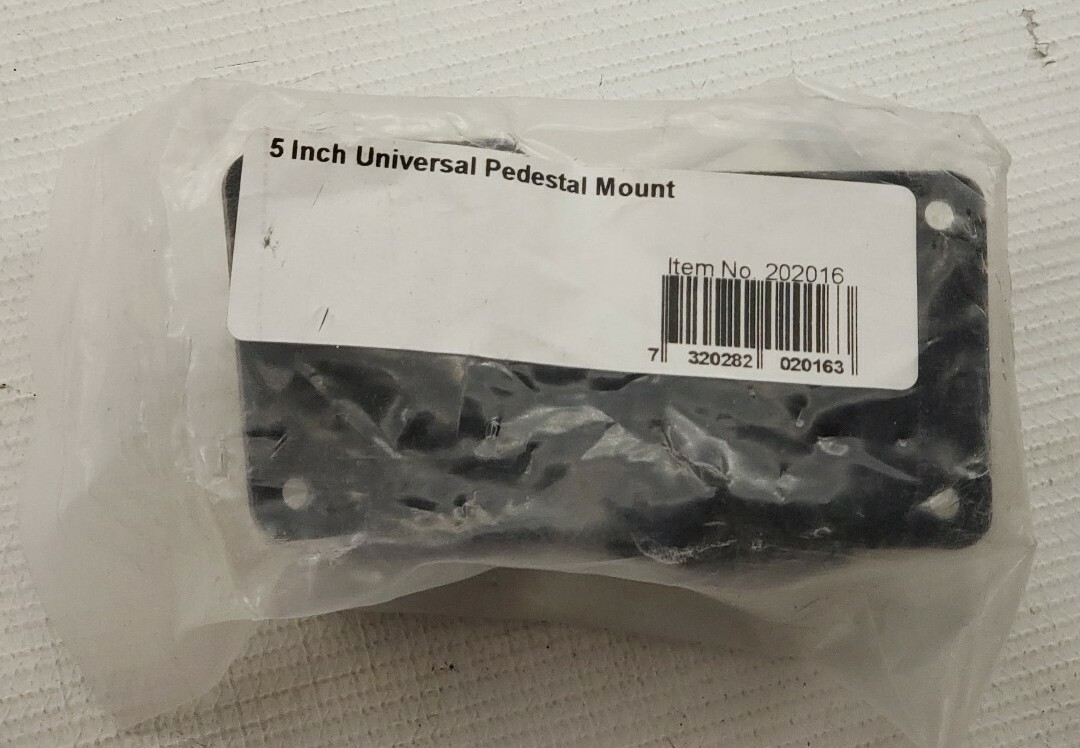 5 Inch Universal Pedestal Mount
Item No. 202016
7 320282 020163